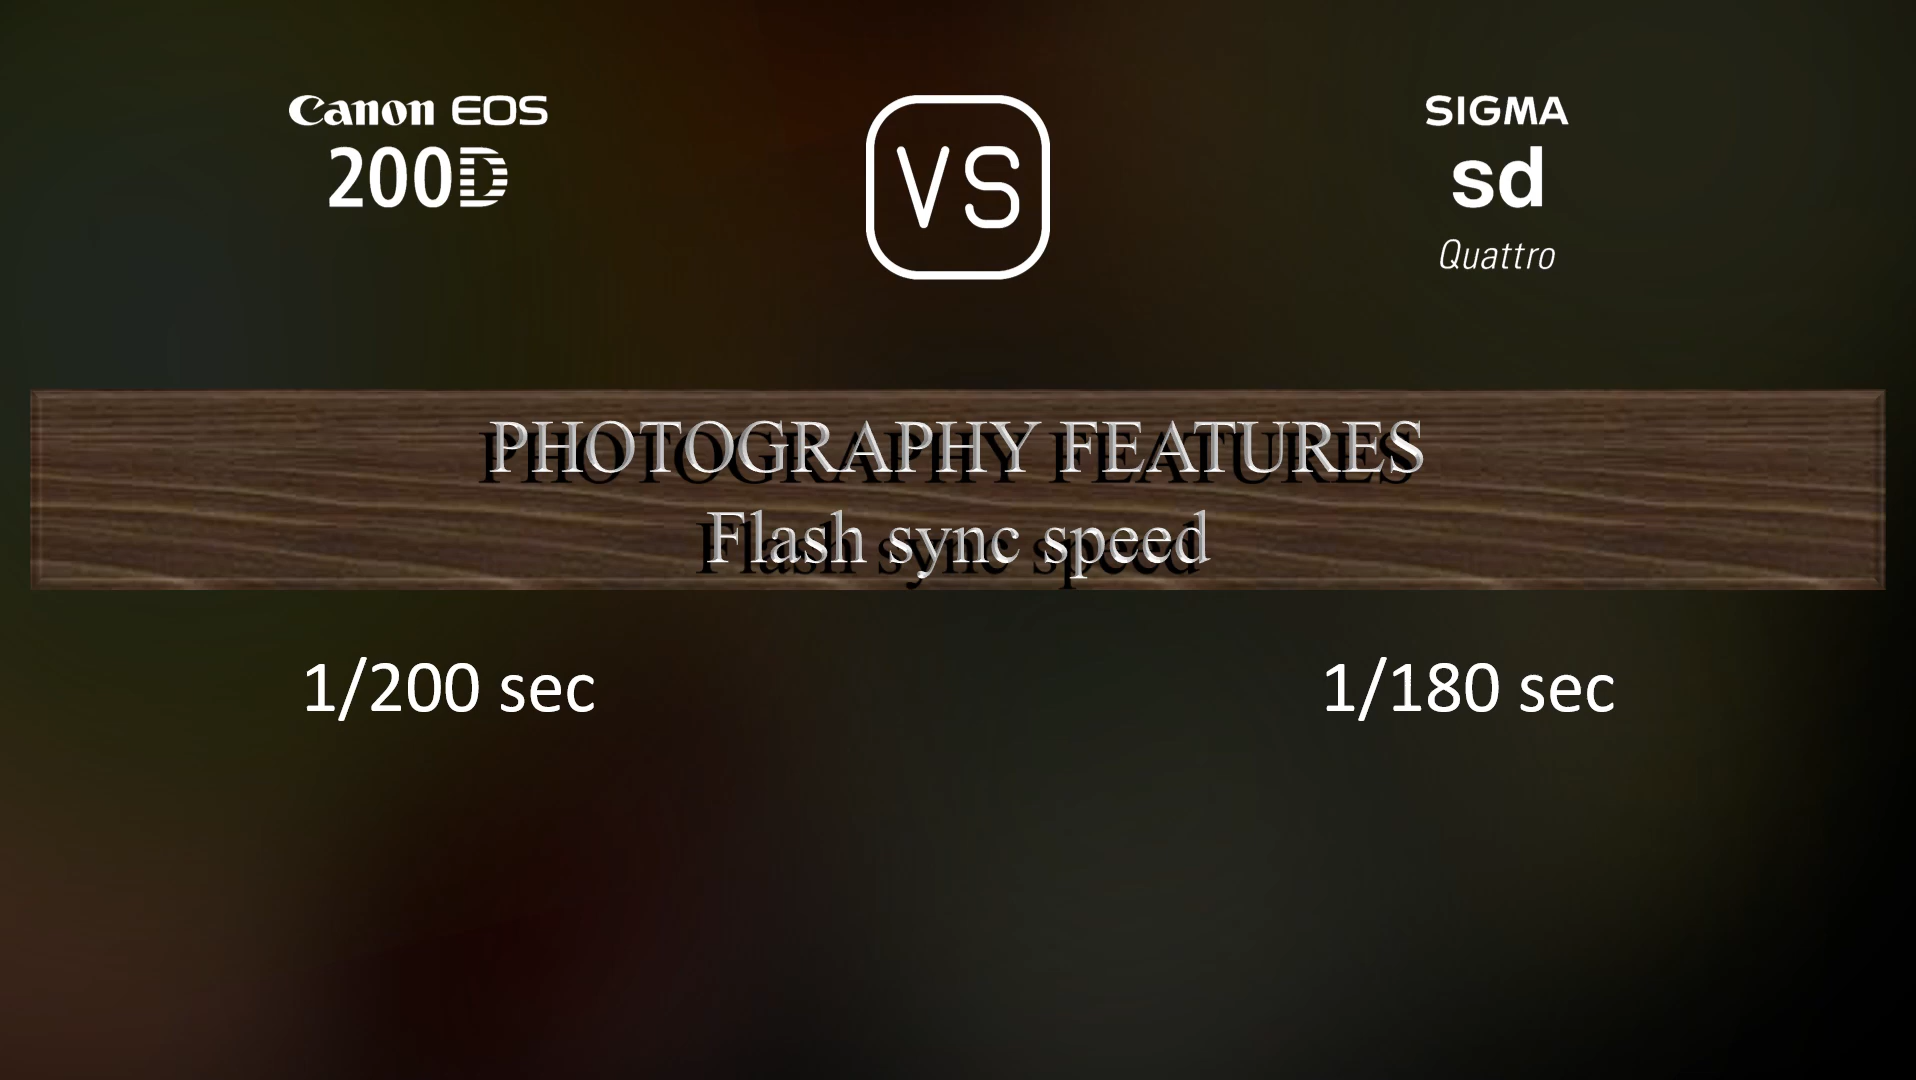 Canon EOS
200D
VS
SIGMA
sd
Quattro
PHOTOGRAPHY FEATURES
Flash sync speed
1/200 sec
1/180 sec